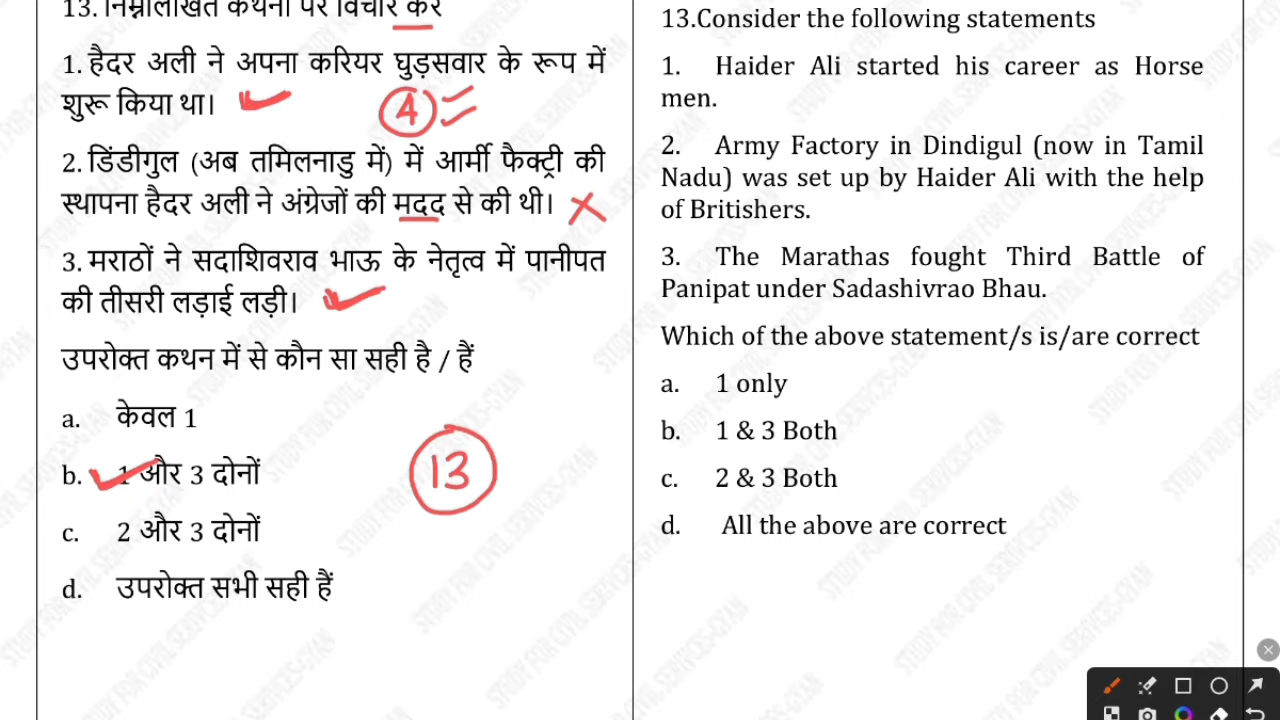 13. निम्नलिखित कथनों पर विचार करें
1. हैदर अली ने अपना करियर घुड़सवार के रूप में
शुरू किया था।
4
2. डिंडीगुल (अब तमिलनाडु में) में आर्मी फैक्ट्री की
स्थापना हैदर अली ने अंग्रेजों की मदद से की थी।
3. मराठों ने सदाशिवराव भाऊ के नेतृत्व में पानीपत
की तीसरी लड़ाई लड़ी।
उपरोक्त कथन में से कौन सा सही है / हैं
a. केवल 1
b. 1 और 3 दोनों
13
c. 2 और 3 दोनों
d. उपरोक्त सभी सही हैं
13.Consider the following statements
1. Haider Ali started his career as Horse
men.
2. Army Factory in Dindigul (now in Tamil
Nadu) was set up by Haider Ali with the help
of Britishers.
3. The Marathas fought Third Battle of
Panipat under Sadashivrao Bhau.
Which of the above statement/s is/are correct
a. 1 only
b. 1 & 3 Both
c. 2 & 3 Both
d. All the above are correct
STUDY FOR CIVIL SERVICES-GYAN